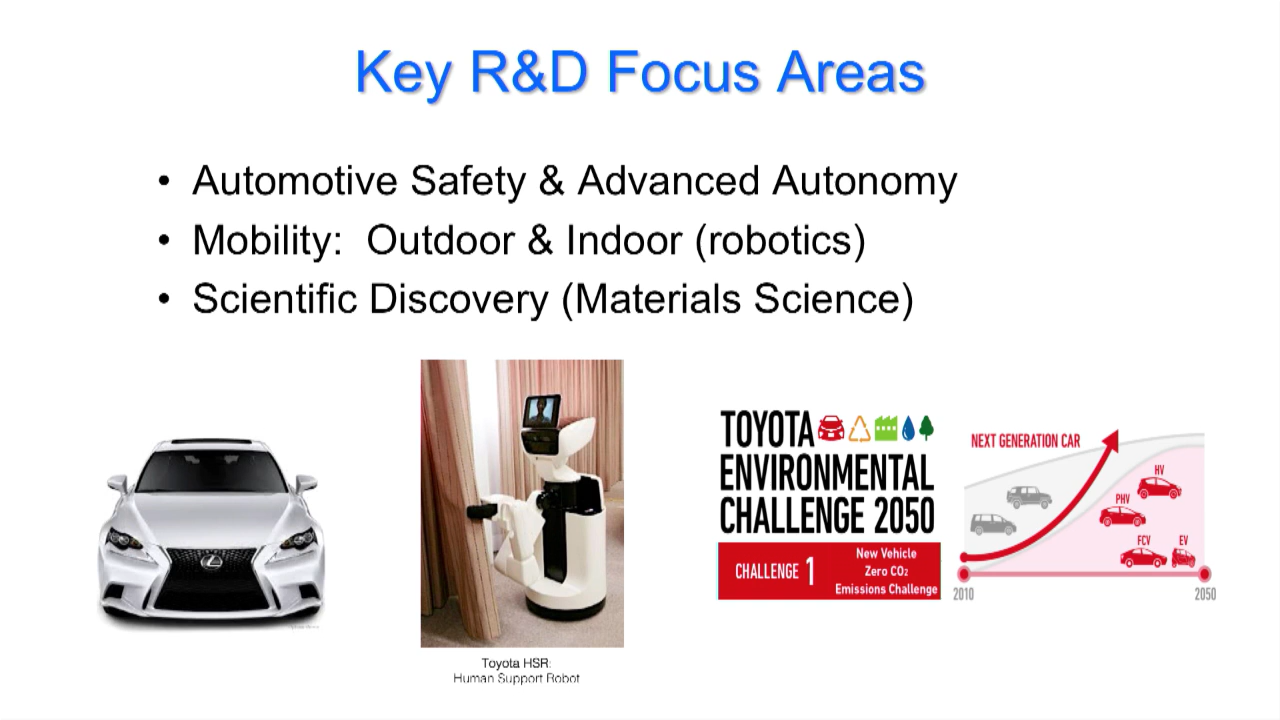 Key R&D Focus Areas
• Automotive Safety & Advanced Autonomy
• Mobility: Outdoor & Indoor (robotics)
• Scientific Discovery (Materials Science)
Toyota HSR:
Human Support Robot
TOYOTA
ENVIRONMENTAL
CHALLENGE 2050
CHALLENGE 1
New Vehicle
Zero CO₂
Emissions Challenge
NEXT GENERATION CAR
HV
PHV
FCV EV
2010 2050